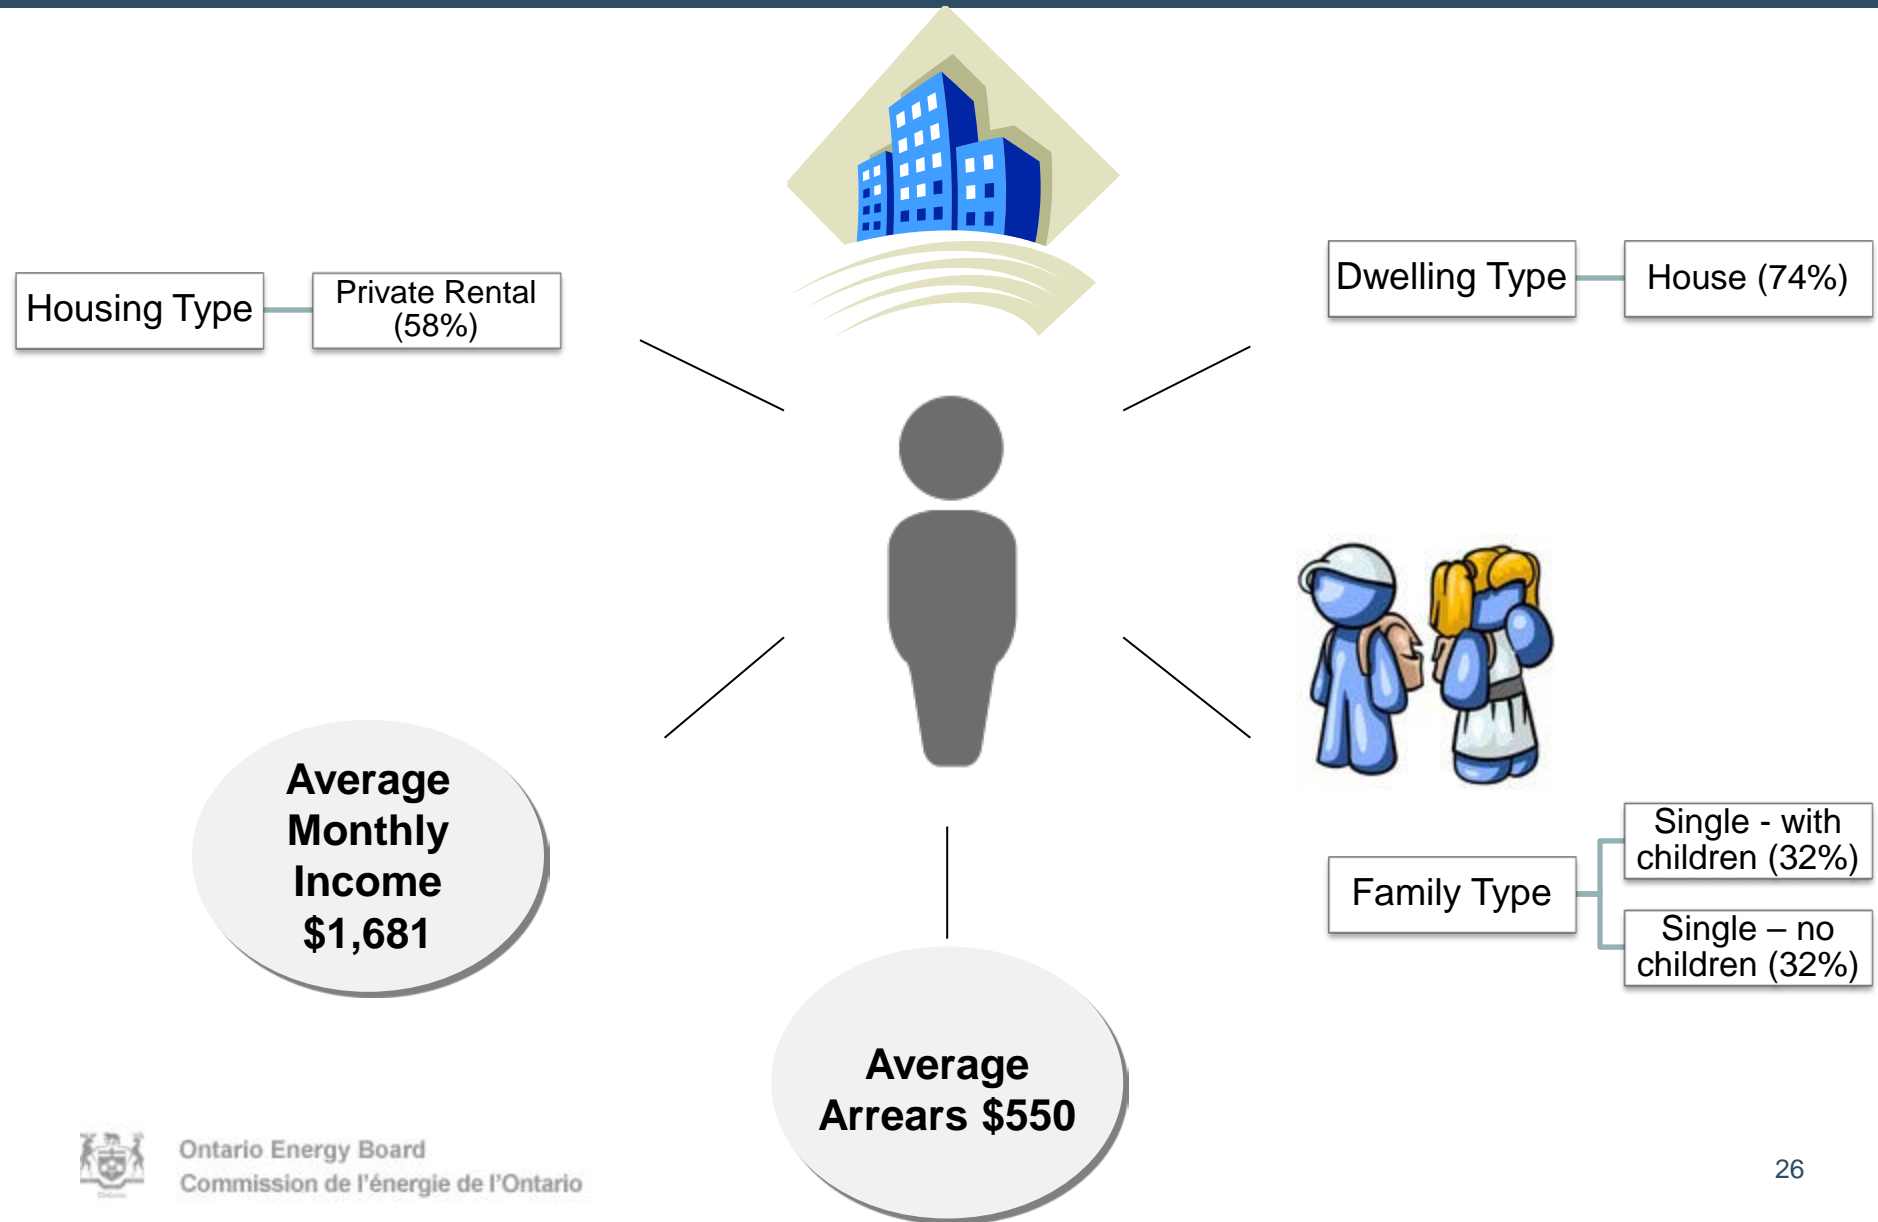 Housing Type
Private Rental
(58%)
Dwelling Type
House (74%)
Average
Monthly
Income
$1,681
Average
Arrears $550
Family Type
Single - with
children (32%)
Single – no
children (32%)
Ontario Energy Board
Commission de l'énergie de l'Ontario
26